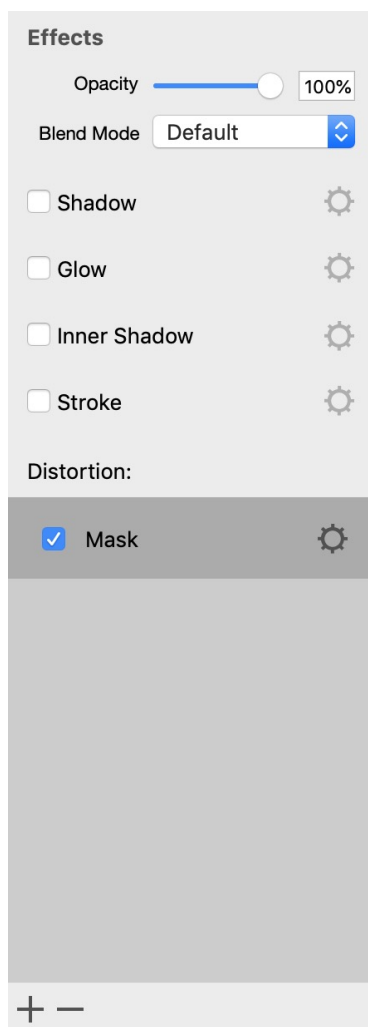 Effects
Opacity 100%
Blend Mode Default
Shadow
Glow
Inner Shadow
Stroke
Distortion:
Mask